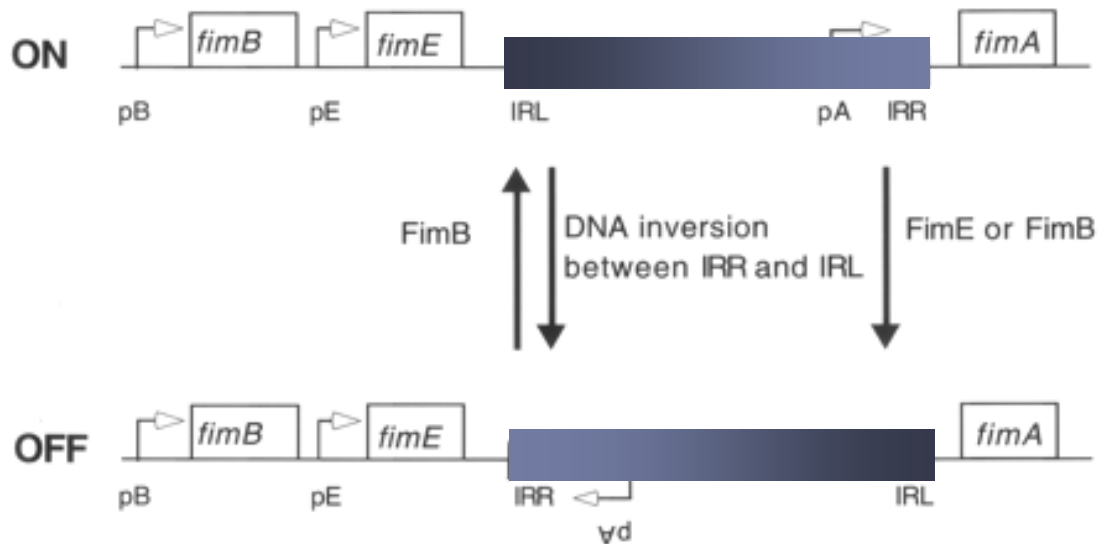 ON
fimB
fimE
fimA
pB
pE
IRL
pA
IRR
FimB
DNA inversion
between IRR and IRL
FimE or FimB
OFF
fimB
fimE
fimA
pB
pE
IRR
IRL
pA